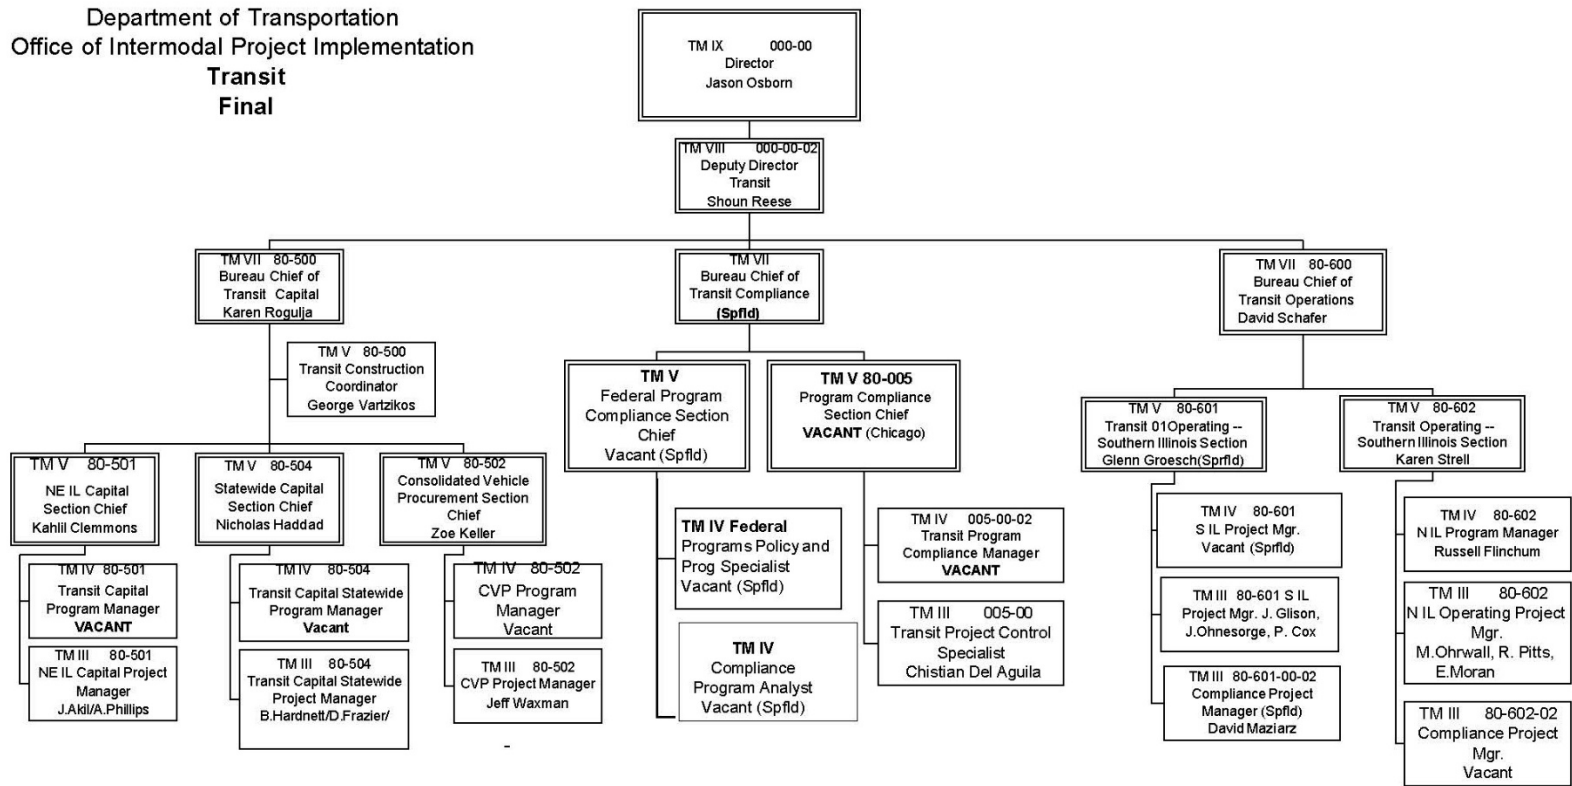 Department of Transportation
Office of Intermodal Project Implementation
Transit
Final
TM IX 000-00
Director
Jason Osborn
TM VIII 000-00-02
Deputy Director
Transit
Shoun Reese
TM VII 80-500
Bureau Chief of
Transit Capital
Karen Rogulja
TM VII
Bureau Chief of
Transit Compliance
(Spfld)
TM VII 80-600
Bureau Chief of
Transit Operations
David Schafer
TM V 80-500
Transit Construction
Coordinator
George Vartzikos
TM V 80-501
NE IL Capital
Section Chief
Kahlil Clemmons
TM IV 80-501
Transit Capital
Program Manager
VACANT
TM III 80-501
NE IL Capital Project
Manager
J.Akil/A.Phillips
TM V 80-504
Statewide Capital
Section Chief
Nicholas Haddad
TM IV 80-504
Transit Capital Statewide
Program Manager
Vacant
TM III 80-504
Transit Capital Statewide
Project Manager
B.Hardnett/D.Frazier/
TM V 80-502
Consolidated Vehicle
Procurement Section
Chief
Zoe Keller
TM IV 80-502
CVP Program
Manager
Vacant
TM III 80-502
CVP Project Manager
Jeff Waxman
-
TM V
Federal Program
Compliance Section
Chief
Vacant (Spfld)
TM IV Federal
Programs Policy and
Prog Specialist
Vacant (Spfld)
TM IV
Compliance
Program Analyst
Vacant (Spfld)
TM V 80-005
Program Compliance
Section Chief
VACANT (Chicago)
TM IV 005-00-02
Transit Program
Compliance Manager
VACANT
TM III 005-00
Transit Project Control
Specialist
Chistian Del Aguila
TM V 80-601
Transit 01Operating --
Southern Illinois Section
Glenn Groesch(Sprfld)
TM IV 80-601
S IL Project Mgr.
Vacant (Sprfld)
TM III 80-601 S IL
Project Mgr. J. Glison,
J.Ohnesorge, P. Cox
TM III 80-601-00-02
Compliance Project
Manager (Spfld)
David Maziarz
TM V 80-602
Transit Operating --
Southern Illinois Section
Karen Strell
TM IV 80-602
N IL Program Manager
Russell Flinchum
TM III 80-602
N IL Operating Project
Mgr.
M.Ohrwall, R. Pitts,
E.Moran
TM III 80-602-02
Compliance Project
Mgr.
Vacant